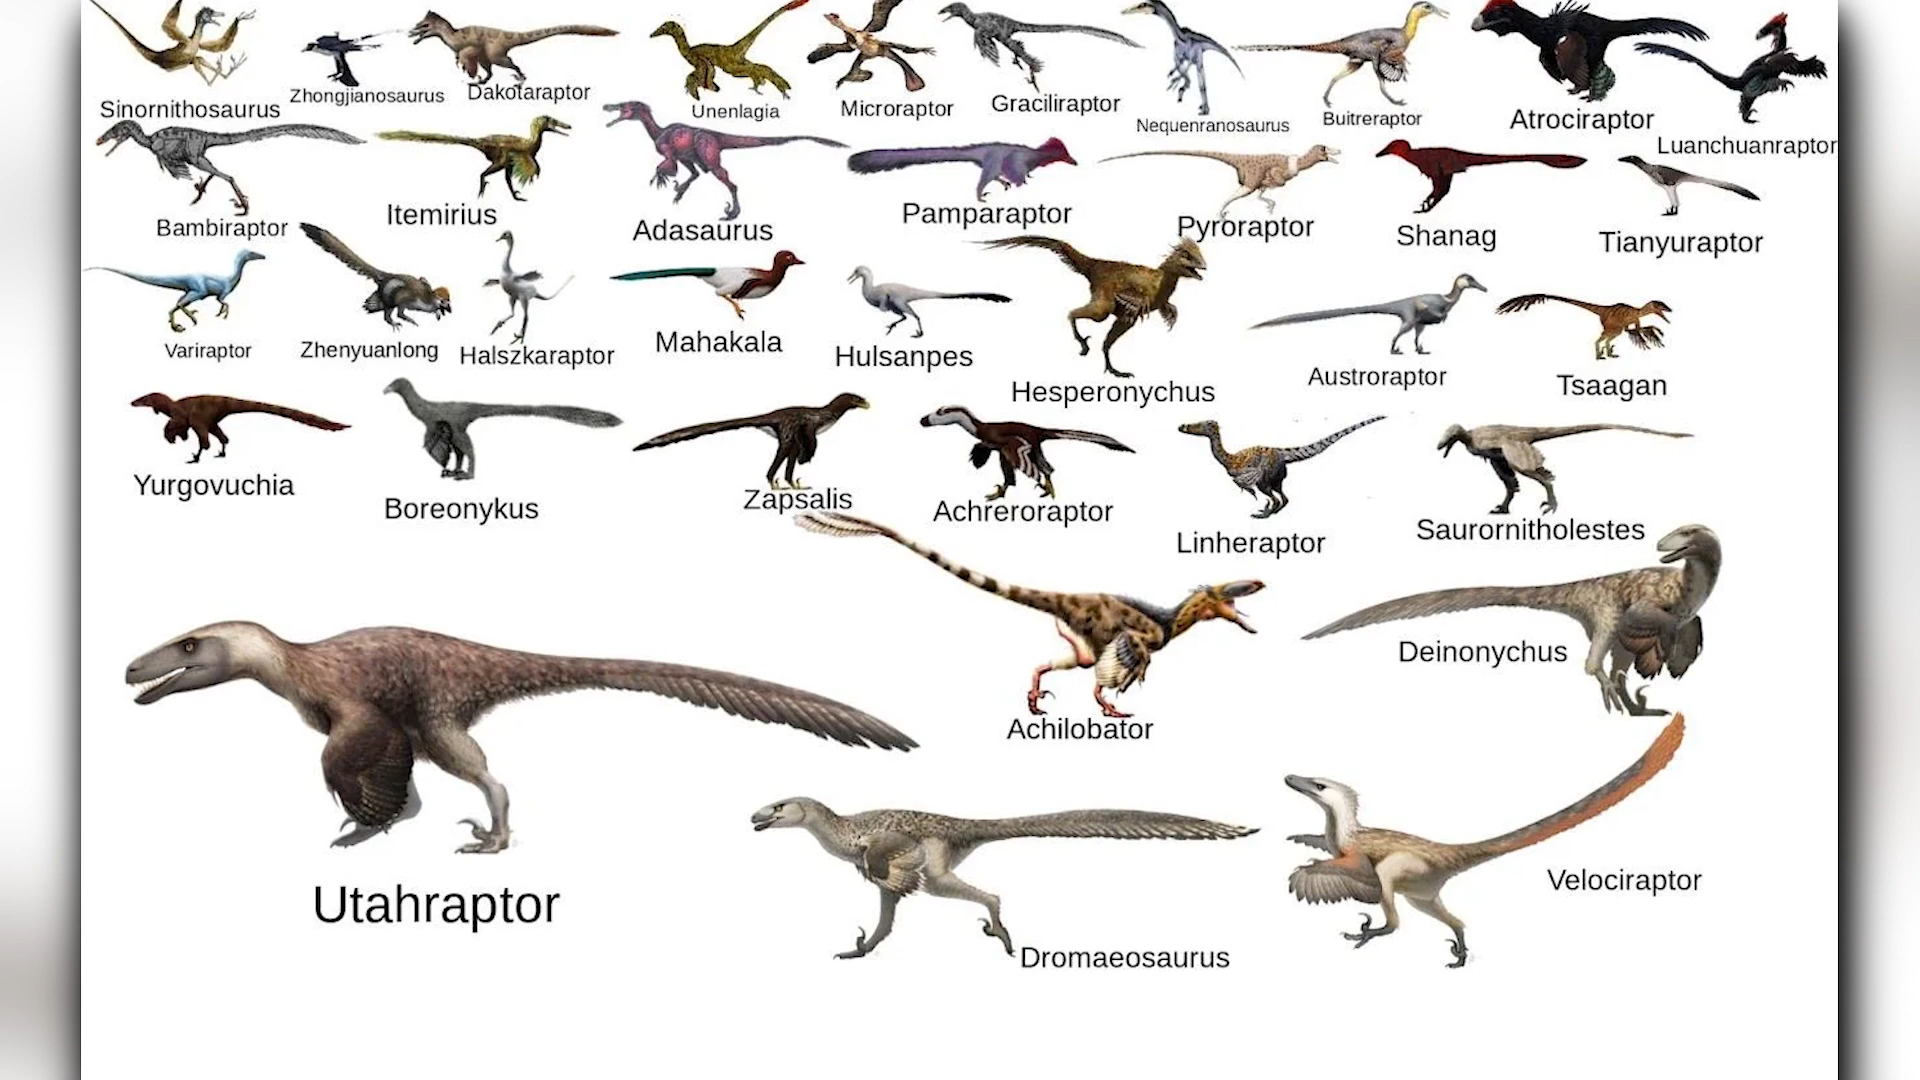 Sinornithosaurus
Zhongjianosaurus
Dakotaraptor
Unenlagia
Microraptor
Graciliraptor
Nequenranosaurus
Buitreraptor
Atrociraptor
Luanchuanraptor
Bambiraptor
Itemirius
Adasaurus
Pamparaptor
Pyroraptor
Shanag
Tianyuraptor
Variraptor
Zhenyuanlong
Halszkaraptor
Mahakala
Hulsanpes
Hesperonychus
Austroraptor
Tsaagan
Yurgovuchia
Boreonykus
Zapsalis
Achreroraptor
Linheraptor
Saurornitholestes
Achilobator
Deinonychus
Utahraptor
Dromaeosaurus
Velociraptor